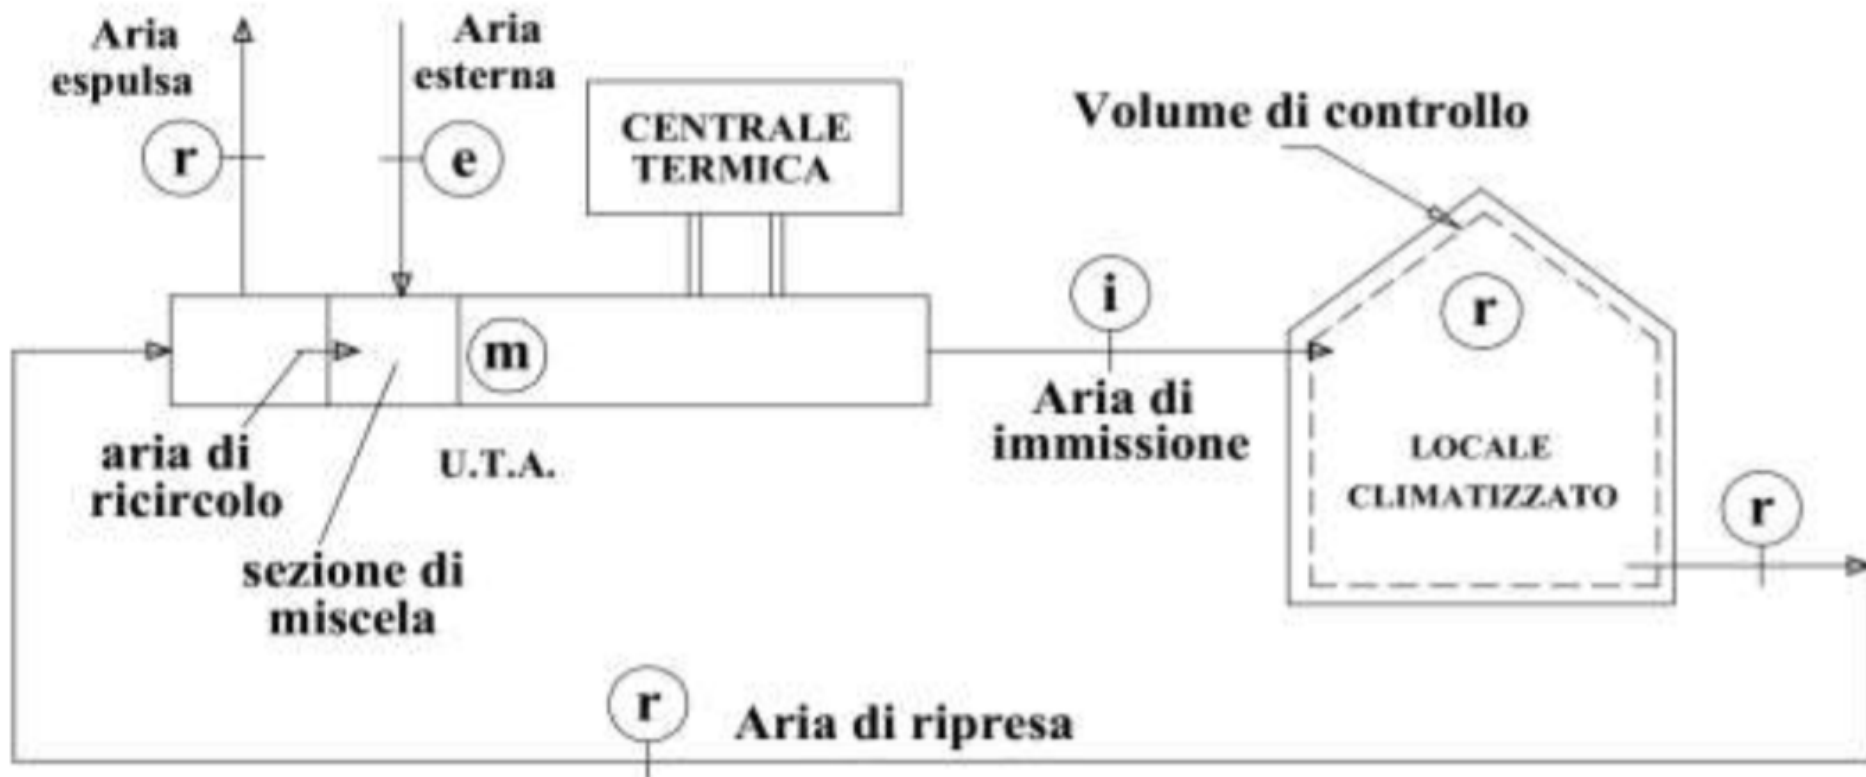 Aria
espulsa
r
Aria
esterna
e
CENTRALE
TERMICA
Volume di controllo
m
i
r
Aria di
immissione
LOCALE
CLIMATIZZATO
aria di
ricircolo
U.T.A.
r
sezione di
miscela
r
Aria di ripresa